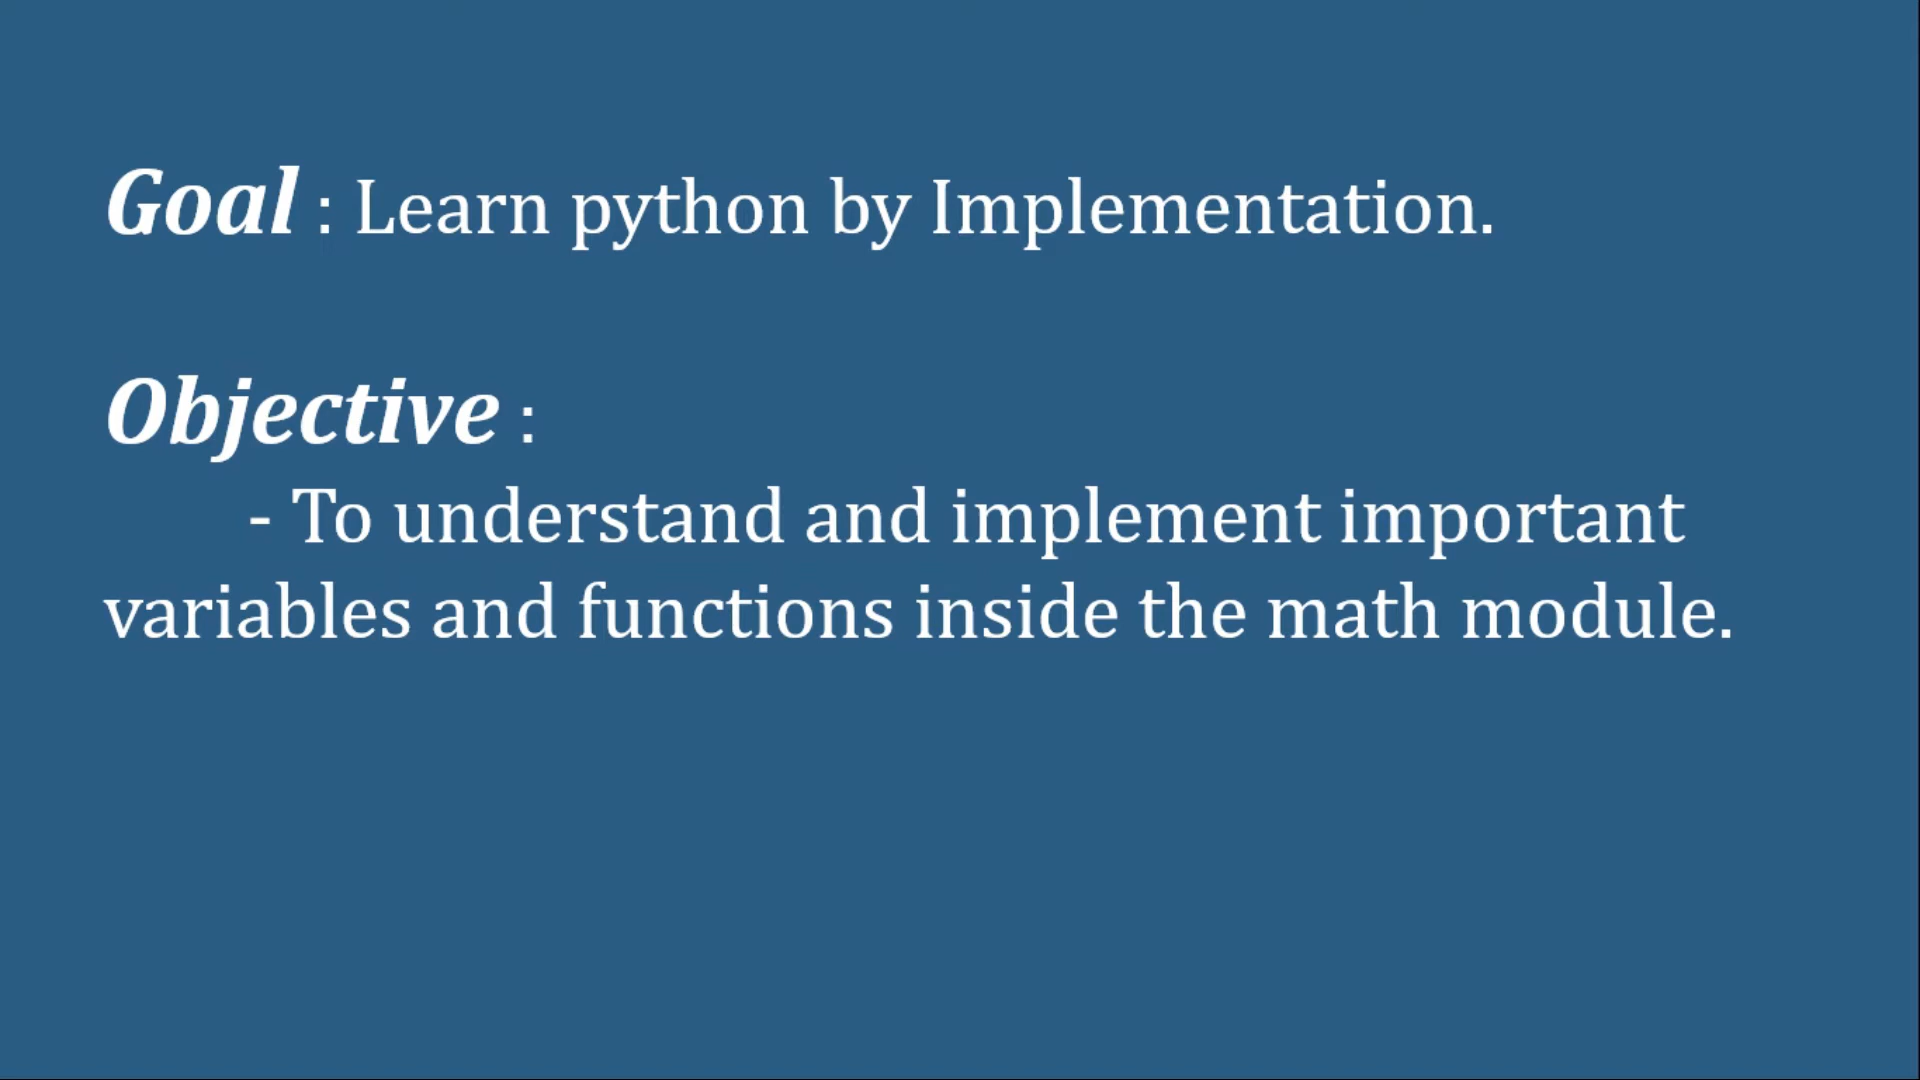 Goal : Learn python by Implementation.
Objective :
- To understand and implement important
variables and functions inside the math module.